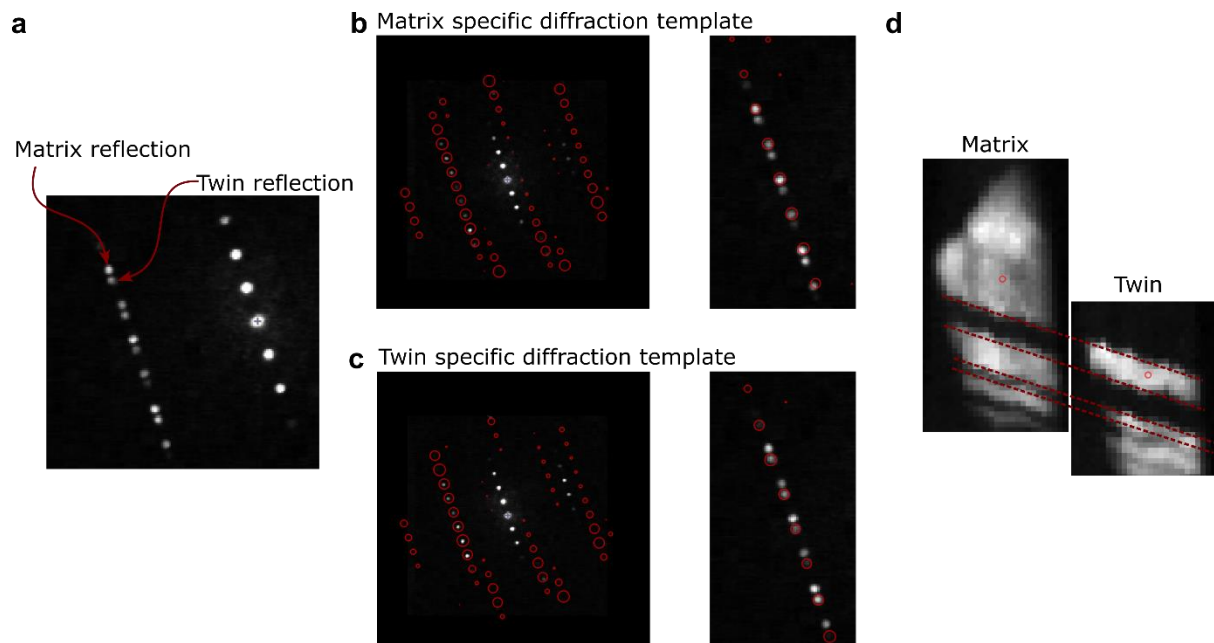 a
Matrix reflection
Twin reflection
b Matrix specific diffraction template
c Twin specific diffraction template
d
Matrix
Twin